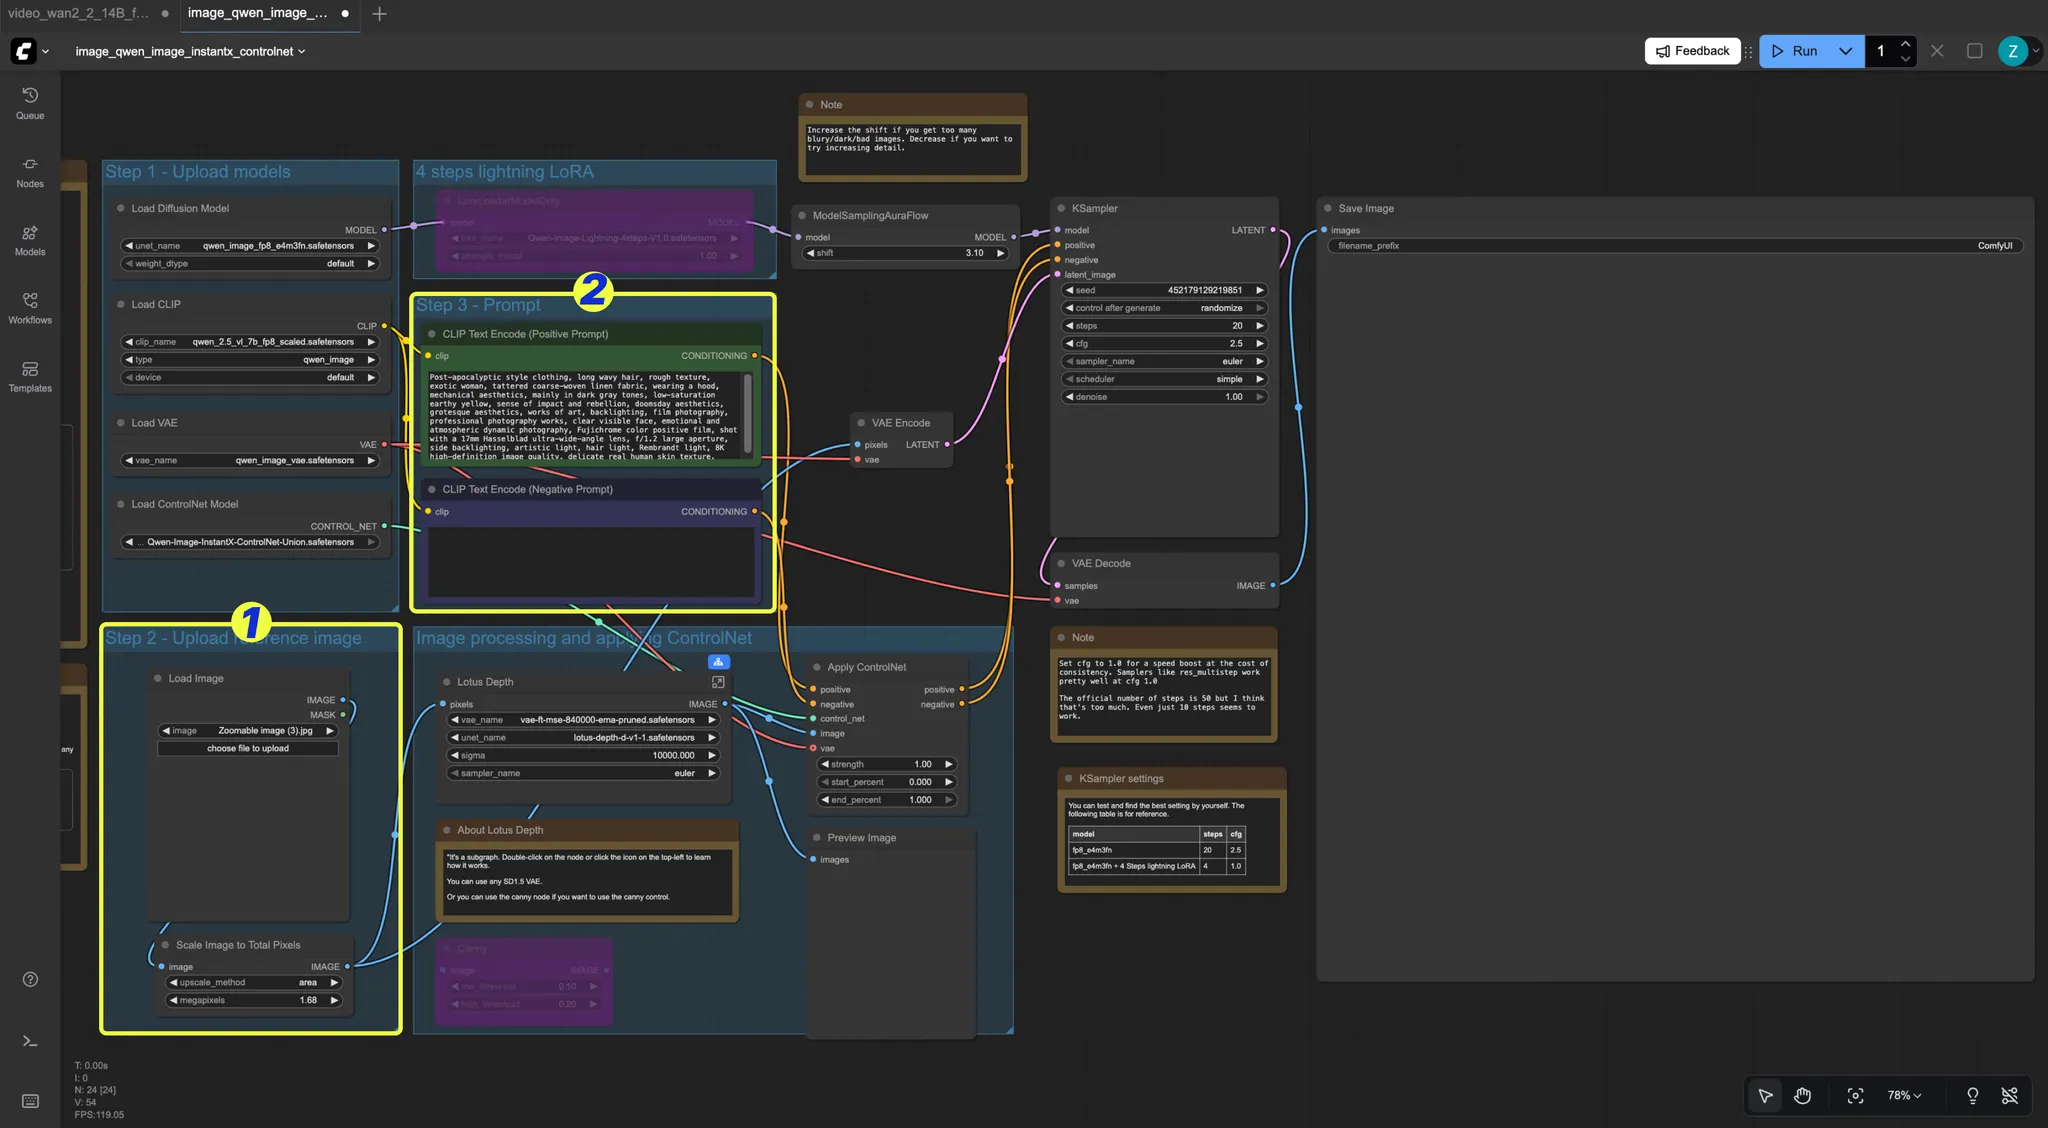 video_wan2_2_14B_f...
image_qwen_image_...
image_qwen_image_instantx_controlnet
Feedback
Run
1
Z
Queue
Nodes
Models
Workflows
Templates
Note
Increase the shift if you get too many
blury/dark/bad images. Decrease if you want to
try increasing detail.
Step 1 - Upload models
Load Diffusion Model
MODEL
unet_name qwen_image_fp8_e4m3fn.safetensors
weight_dtype default
Load CLIP
CLIP
clip_name qwen_2.5_vl_7b_fp8_scaled.safetensors
type qwen_image
device default
Load VAE
VAE
vae_name qwen_image_vae.safetensors
Load ControlNet Model
CONTROL_NET
... Qwen-Image-InstantX-ControlNet-Union.safetensors
4 steps lightning LoRA
LoraLoaderModelOnly
model MODEL
lora_name Qwen-Image-Lightning-4steps-V1.0.safetensors
strength_model 1.00
ModelSamplingAuraFlow
model MODEL
shift 3.10
2
Step 3 - Prompt
CLIP Text Encode (Positive Prompt)
clip CONDITIONING
Post-apocalyptic style clothing, long wavy hair, rough texture,
exotic woman, tattered coarse-woven linen fabric, wearing a hood,
mechanical aesthetics, mainly in dark gray tones, low-saturation
earthy yellow, sense of impact and rebellion, doomsday aesthetics,
grotesque aesthetics, works of art, backlighting, film photography,
professional photography works, clear visible face, emotional and
atmospheric dynamic photography, Fujichrome color positive film, shot
with a 17mm Hasselblad ultra-wide-angle lens, f/1.2 large aperture,
side backlighting, artistic light, hair light, Rembrandt light, 8K
high-definition image quality, delicate real human skin texture,
CLIP Text Encode (Negative Prompt)
clip CONDITIONING
VAE Encode
pixels LATENT
vae
KSampler
model LATENT
positive
negative
latent_image
seed 452179129219851
control after generate randomize
steps 20
cfg 2.5
sampler_name euler
scheduler simple
denoise 1.00
VAE Decode
samples IMAGE
vae
Save Image
images
filename_prefix ComfyUI
1
Step 2 - Upload reference image
Load Image
IMAGE
MASK
image Zoomable image (3).jpg
choose file to upload
Scale Image to Total Pixels
image IMAGE
upscale_method area
megapixels 1.68
any
Image processing and applying ControlNet
Lotus Depth
pixels IMAGE
vae_name vae-ft-mse-840000-ema-pruned.safetensors
unet_name lotus-depth-d-v1-1.safetensors
sigma 10000.000
sampler_name euler
About Lotus Depth
"It's a subgraph. Double-click on the node or click the icon on the top-left to learn
how it works.
You can use any SD1.5 VAE.
Or you can use the canny node if you want to use the canny control.
Canny
image IMAGE
low_threshold 0.10
high_threshold 0.20
Apply ControlNet
positive positive
negative negative
control_net
image
vae
strength 1.00
start_percent 0.000
end_percent 1.000
Preview Image
images
Note
Set cfg to 1.0 for a speed boost at the cost of
consistency. Samplers like res_multistep work
pretty well at cfg 1.0
The official number of steps is 50 but I think
that's too much. Even just 10 steps seems to
work.
KSampler settings
You can test and find the best setting by yourself. The
following table is for reference.
model steps cfg
fp8_e4m3fn 20 2.5
fp8_e4m3fn + 4 Steps lightning LoRA 4 1.0
T: 0.00s
I: 0
N: 24 [24]
V: 54
FPS:119.05
78%